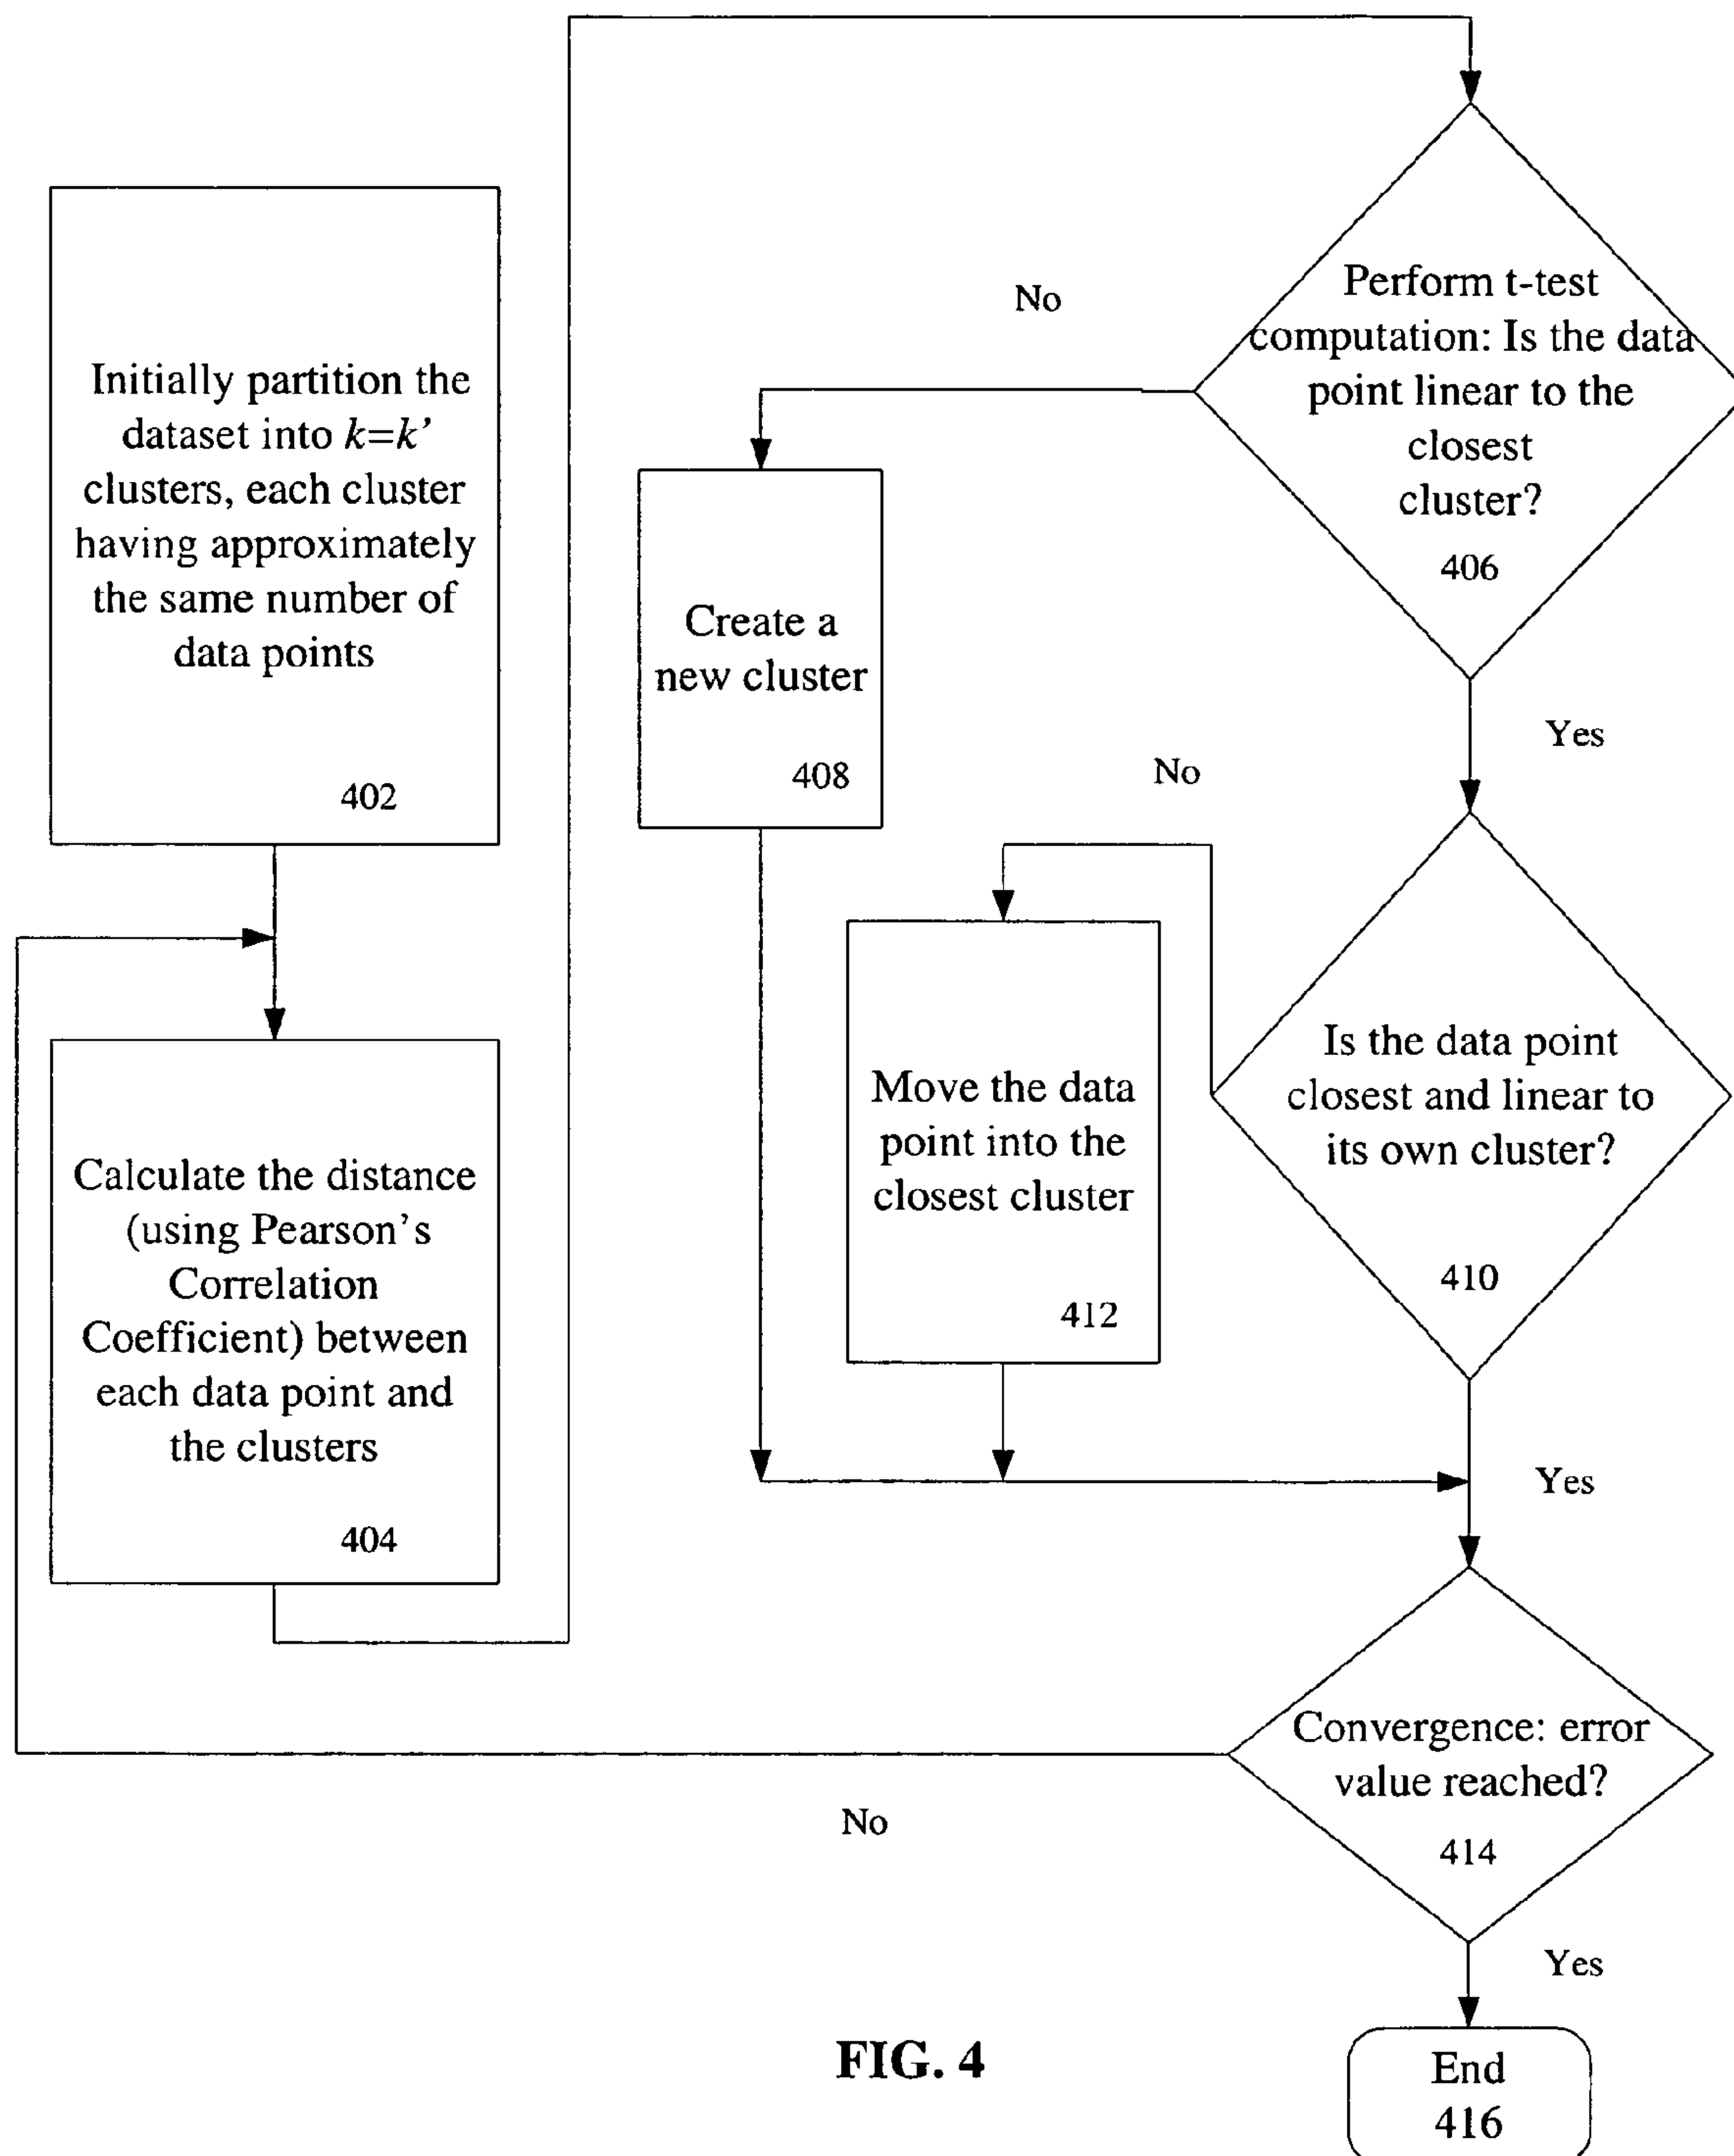 Initially partition the
dataset into k=k’
clusters, each cluster
having approximately
the same number of
data points
402
Calculate the distance
(using Pearson’s
Correlation
Coefficient) between
each data point and
the clusters
404
Perform t-test
computation: Is the data
point linear to the
closest
cluster?
406
No
Yes
Create a
new cluster
408
Is the data point
closest and linear to
its own cluster?
410
No
Yes
Move the data
point into the
closest cluster
412
Convergence: error
value reached?
414
No
Yes
End
416
FIG. 4